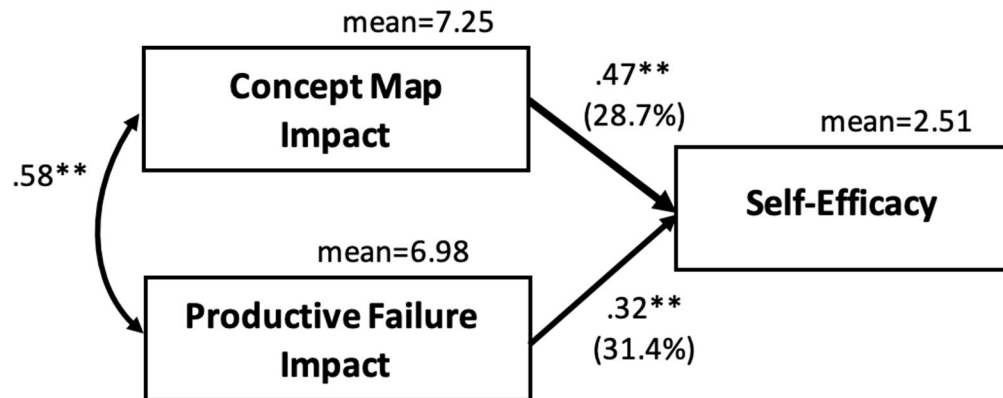 mean=7.25
Concept Map
Impact
.47**
(28.7%)
mean=2.51
.58**
Self-Efficacy
mean=6.98
Productive Failure
Impact
.32**
(31.4%)